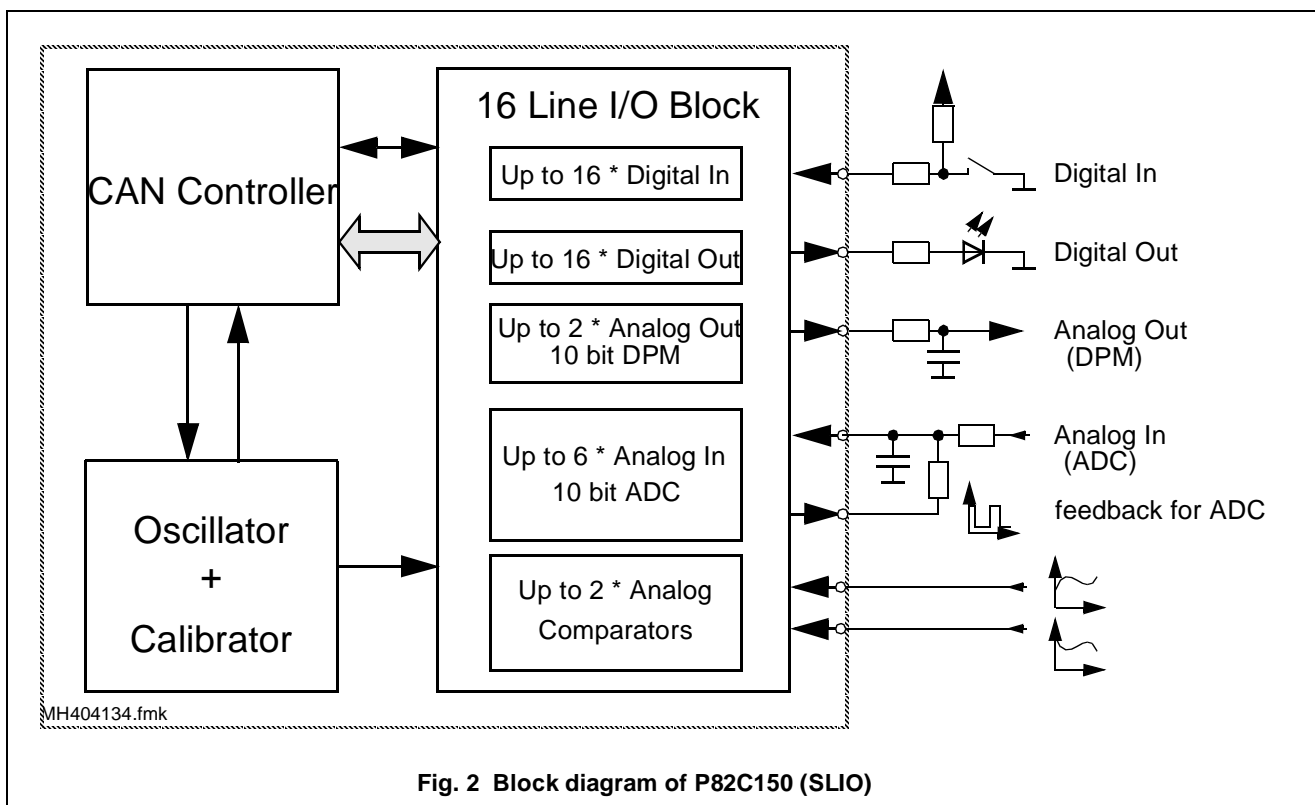 CAN Controller
16 Line I/O Block
Up to 16 * Digital In
Up to 16 * Digital Out
Up to 2 * Analog Out
10 bit DPM
Up to 6 * Analog In
10 bit ADC
Up to 2 * Analog
Comparators
Oscillator
+
Calibrator
Digital In
Digital Out
Analog Out
(DPM)
Analog In
(ADC)
feedback for ADC
MH404134.fmk
Fig. 2 Block diagram of P82C150 (SLIO)